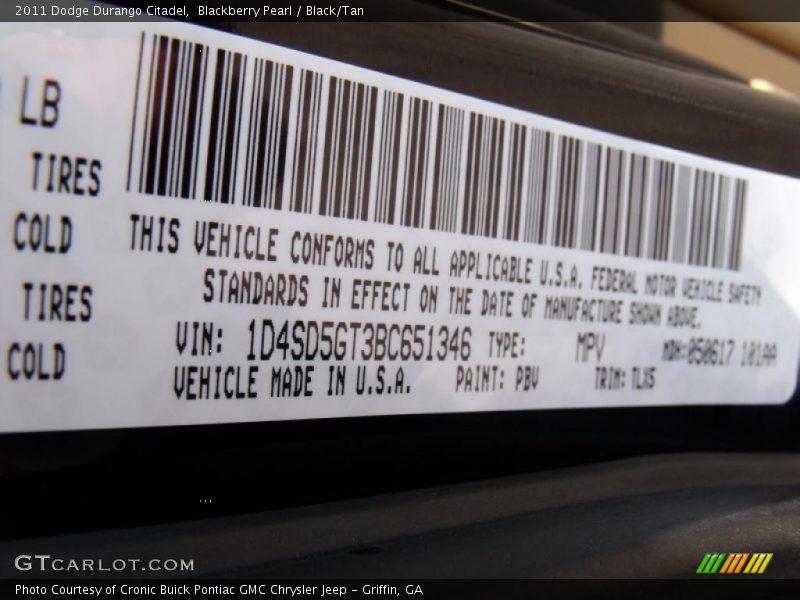 2011 Dodge Durango Citadel, Blackberry Pearl / Black/Tan
LB
TIRES
COLD
TIRES
COLD
THIS VEHICLE CONFORMS TO ALL APPLICABLE U.S.A. FEDERAL MOTOR VEHICLE SAFETY
STANDARDS IN EFFECT ON THE DATE OF MANUFACTURE SHOWN ABOVE.
VIN: 1D4SD5GT3BC651346 TYPE: MPV MDH:050617 101AA
VEHICLE MADE IN U.S.A. PAINT: PBV TRIM: TLX5
GTCARLOT.COM
Photo Courtesy of Cronic Buick Pontiac GMC Chrysler Jeep - Griffin, GA